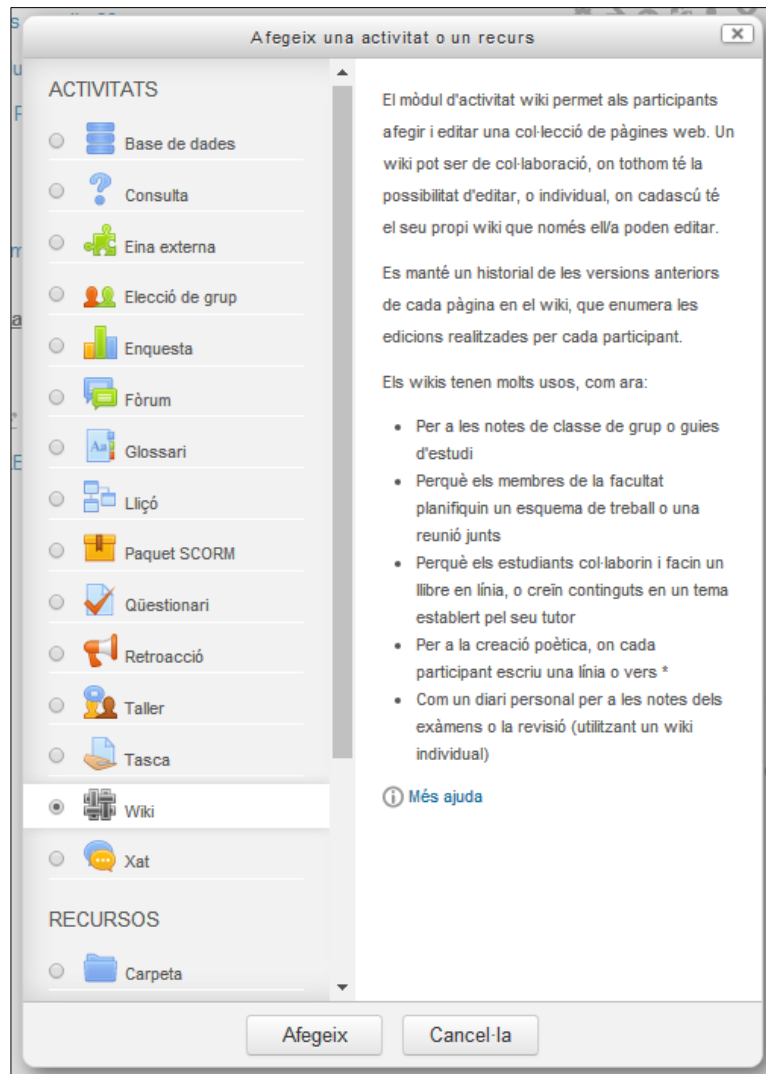 Afegeix una activitat o un recurs
ACTIVITATS
Base de dades
Consulta
Eina externa
Elecció de grup
Enquesta
Fòrum
Glossari
Lliçó
Paquet SCORM
Qüestionari
Retroacció
Taller
Tasca
Wiki
Xat
RECURSOS
Carpeta
El mòdul d'activitat wiki permet als participants
afegir i editar una col·lecció de pàgines web. Un
wiki pot ser de col·laboració, on tothom té la
possibilitat d'editar, o individual, on cadascú té
el seu propi wiki que només ell/a poden editar.
Es manté un historial de les versions anteriors
de cada pàgina en el wiki, que enumera les
edicions realitzades per cada participant.
Els wikis tenen molts usos, com ara:
Per a les notes de classe de grup o guies
d'estudi
Perquè els membres de la facultat
planifiquin un esquema de treball o una
reunió junts
Perquè els estudiants col·laborin i facin un
llibre en línia, o creïn continguts en un tema
establert pel seu tutor
Per a la creació poètica, on cada
participant escriu una línia o vers *
Com un diari personal per a les notes dels
exàmens o la revisió (utilitzant un wiki
individual)
Més ajuda
Afegeix
Cancel·la